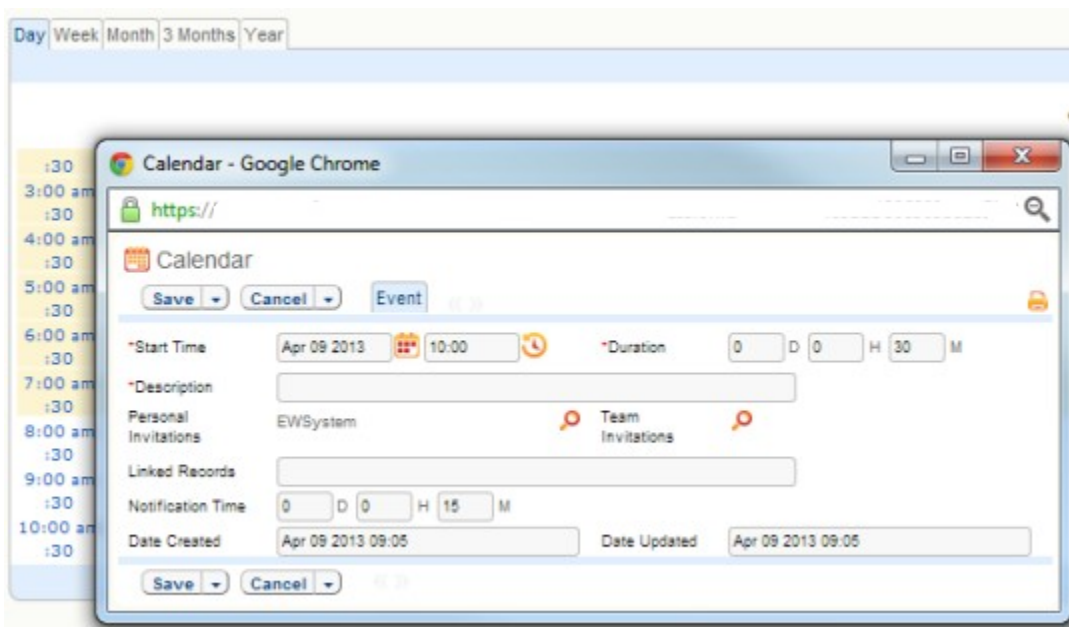 Day Week Month 3 Months Year
:30
3:00 am
:30
4:00 am
:30
5:00 am
:30
6:00 am
:30
7:00 am
:30
8:00 am
:30
9:00 am
:30
10:00 am
:30
Calendar - Google Chrome
https://
Calendar
Save Cancel Event
*Start Time Apr 09 2013 10:00 *Duration 0 D 0 H 30 M
*Description
Personal Invitations EWSystem Team Invitations
Linked Records
Notification Time 0 D 0 H 15 M
Date Created Apr 09 2013 09:05 Date Updated Apr 09 2013 09:05
Save Cancel